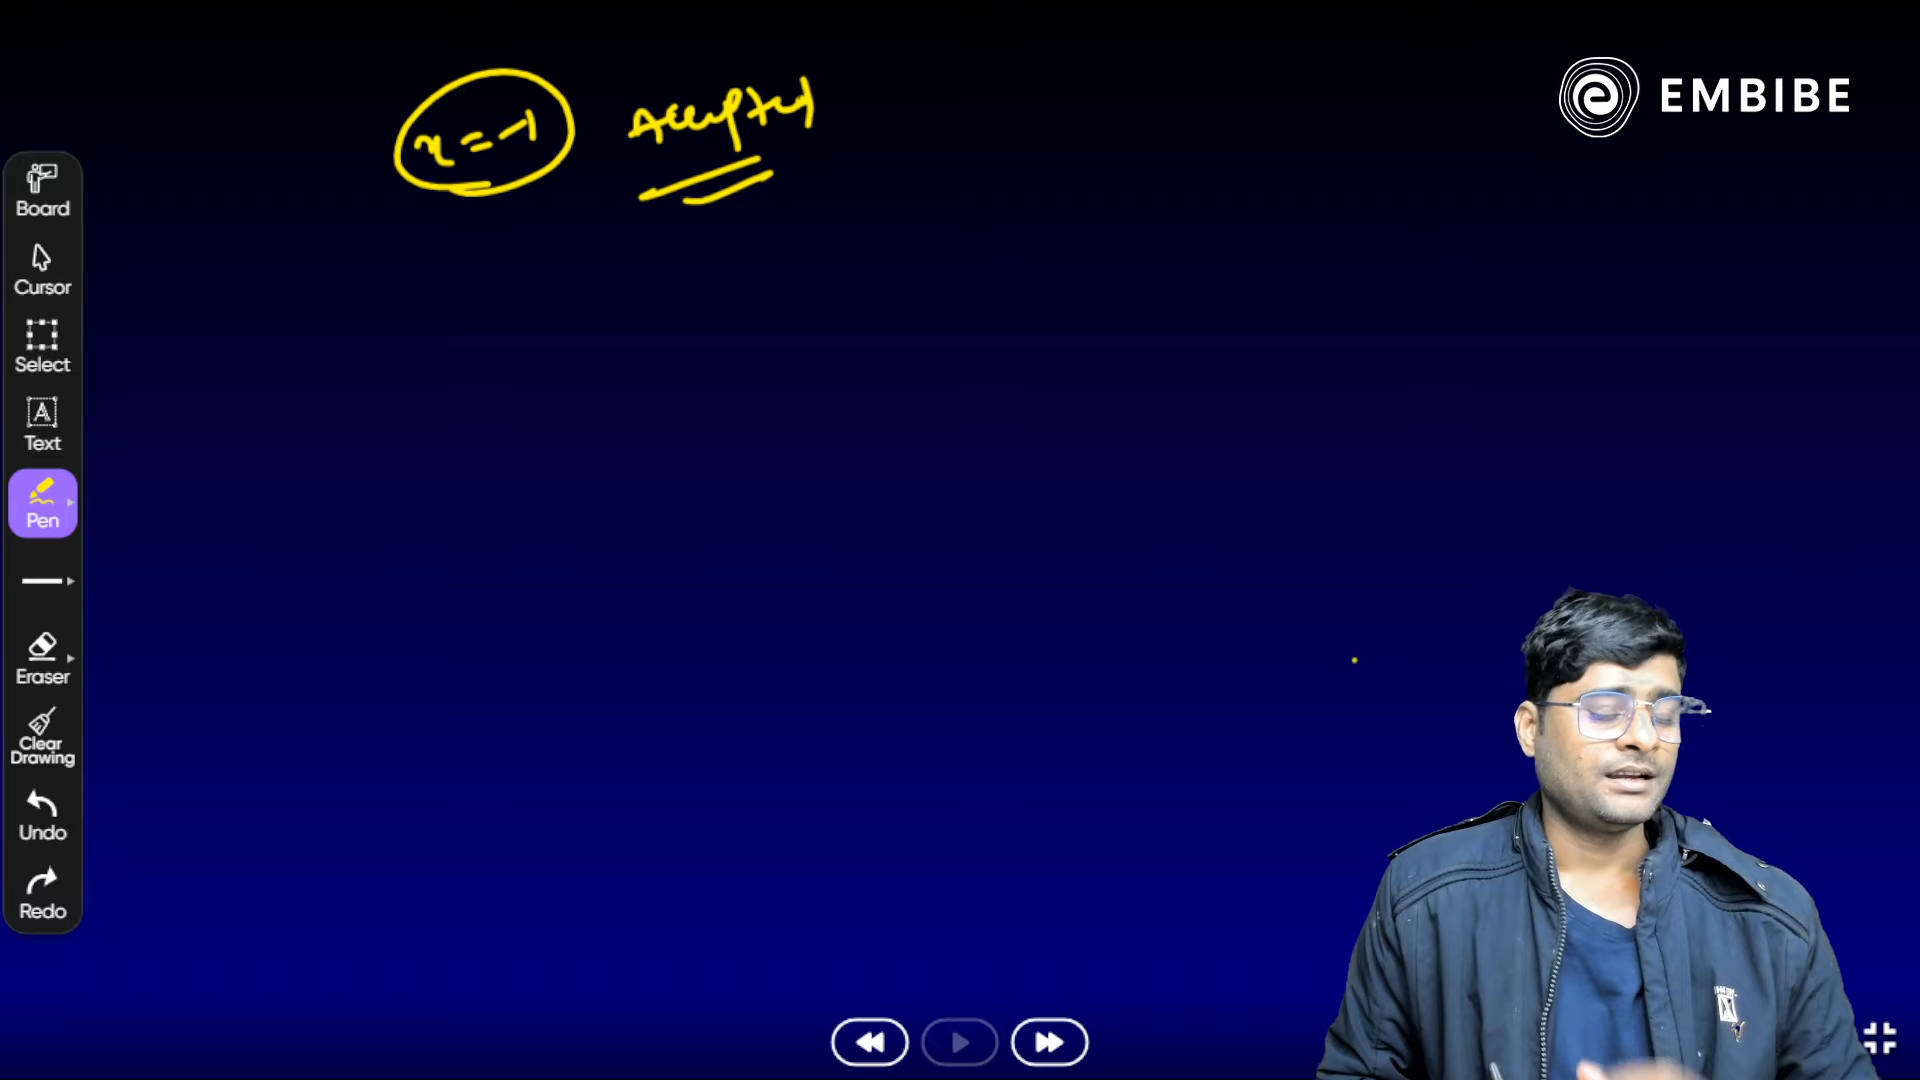 EMBIBE
x = -1 Accepted
Board
Cursor
Select
Text
Pen
Eraser
Clear
Drawing
Undo
Redo